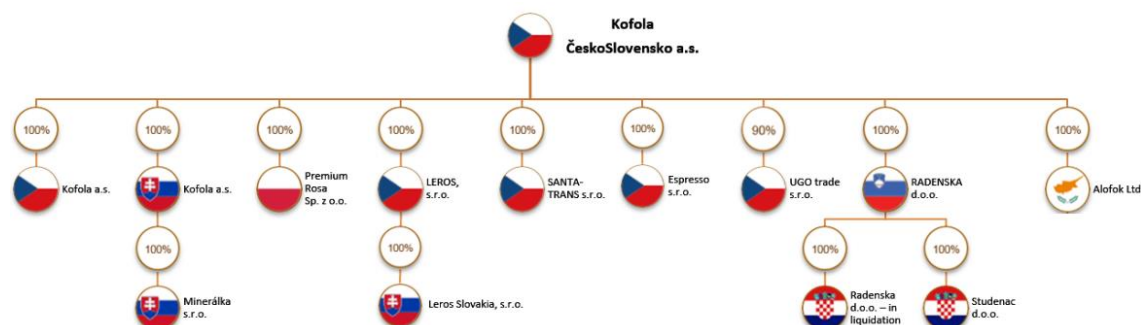 Kofola
ČeskoSlovensko a.s.
100%
100%
100%
100%
100%
100%
90%
100%
100%
Kofola a.s.
Kofola a.s.
Premium
Rosa
Sp. z o.o.
LEROS,
s.r.o.
SANTA-
TRANS s.r.o.
Espresso
s.r.o.
UGO trade
s.r.o.
RADENSKA
d.o.o.
Alofok Ltd
100%
100%
100%
100%
Minerálka
s.r.o.
Leros Slovakia, s.r.o.
Radenska
d.o.o. – in
liquidation
Studenac
d.o.o.